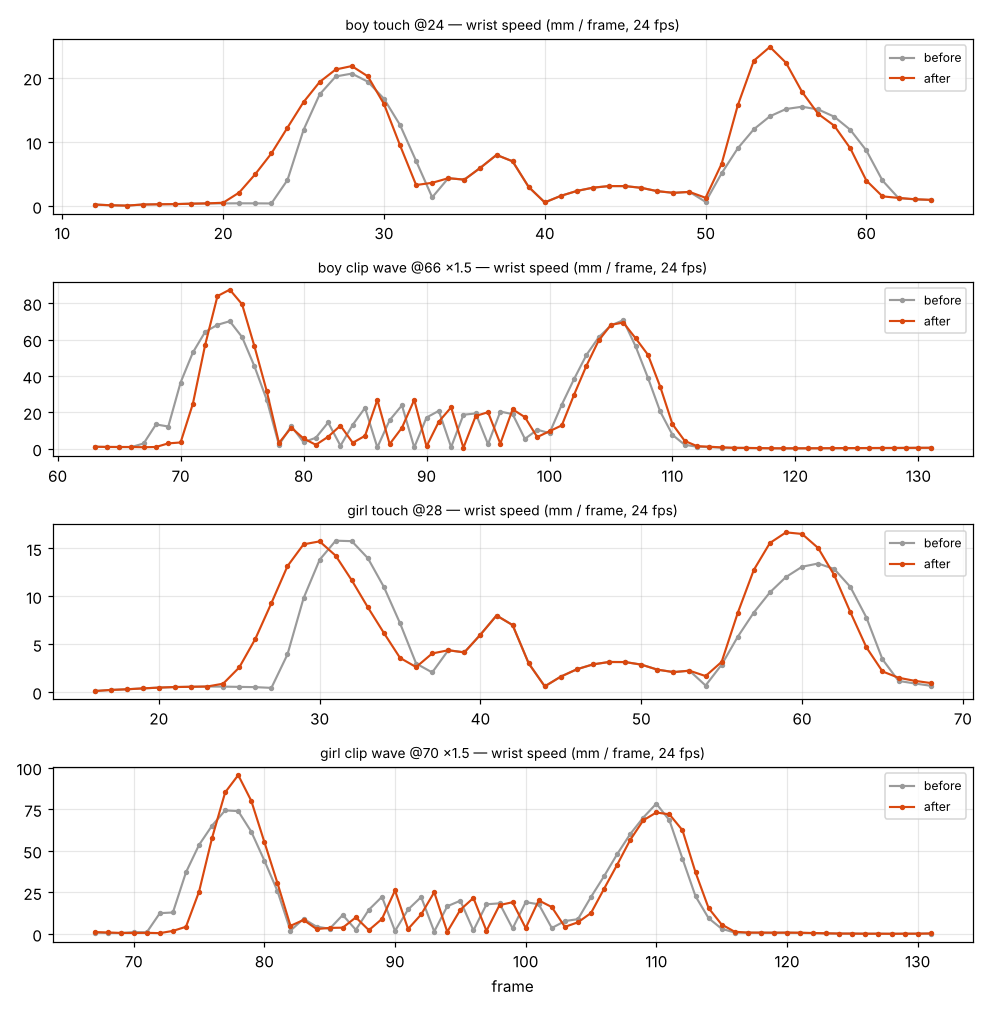 boy touch @24 — wrist speed (mm / frame, 24 fps)
before
after
20
10
0
10 20 30 40 50 60
boy clip wave @66 ×1.5 — wrist speed (mm / frame, 24 fps)
before
after
80
60
40
20
0
60 70 80 90 100 110 120 130
girl touch @28 — wrist speed (mm / frame, 24 fps)
before
after
15
10
5
0
20 30 40 50 60 70
girl clip wave @70 ×1.5 — wrist speed (mm / frame, 24 fps)
before
after
100
75
50
25
0
70 80 90 100 110 120 130
frame